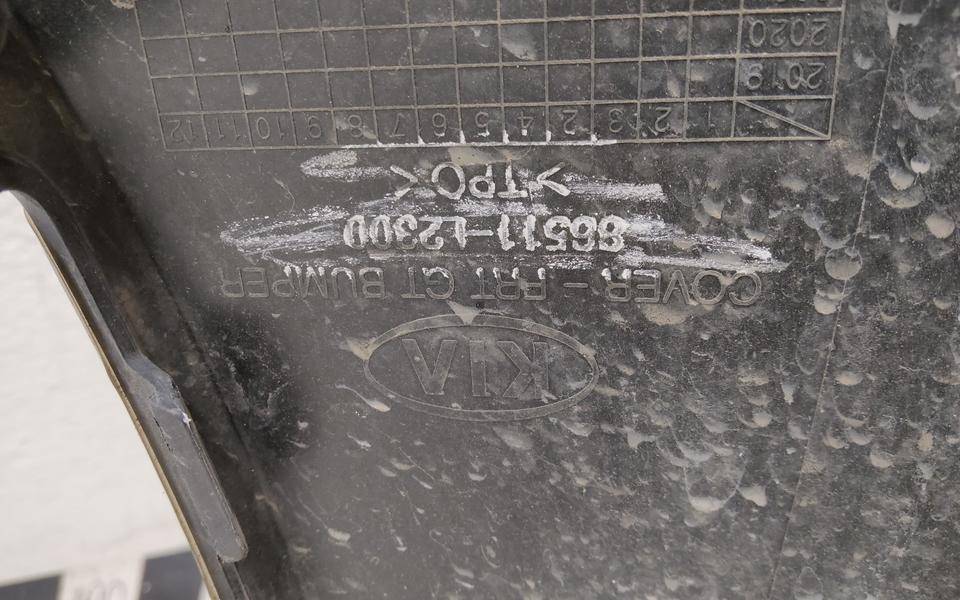 KIA
COVER - FRT GT BUMPER
86511-L2300
>TPO<
1 2 3 4 5 6 7 8 9 10 11 12
2019
2020